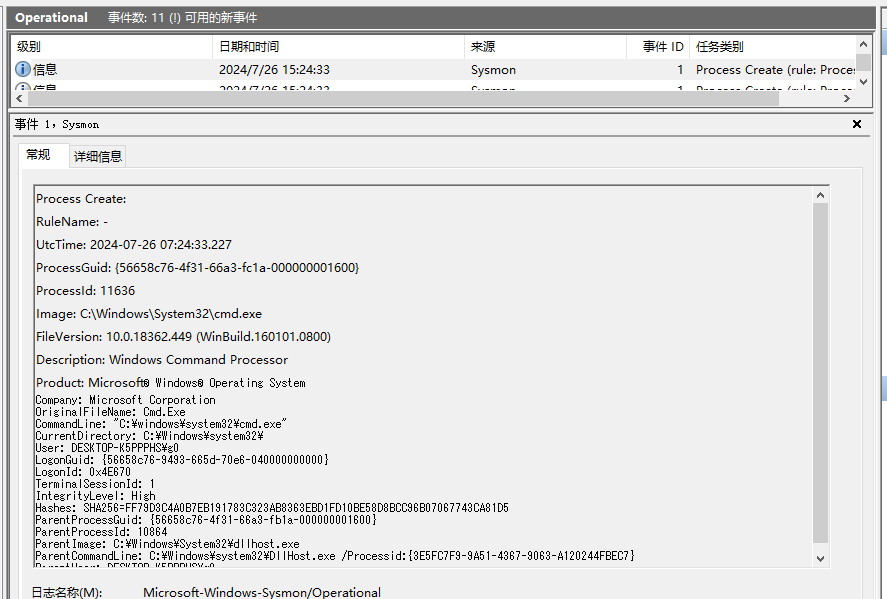 Operational 事件数: 11 (!) 可用的新事件
级别 日期和时间 来源 事件 ID 任务类别
信息 2024/7/26 15:24:33 Sysmon 1 Process Create (rule: Proce
信息 2024/7/26 15:24:33 Sysmon 1 Process Create (rule: Proce
事件 1，Sysmon
常规 详细信息
Process Create:
RuleName: -
UtcTime: 2024-07-26 07:24:33.227
ProcessGuid: {56658c76-4f31-66a3-fc1a-000000001600}
ProcessId: 11636
Image: C:\Windows\System32\cmd.exe
FileVersion: 10.0.18362.449 (WinBuild.160101.0800)
Description: Windows Command Processor
Product: Microsoft® Windows® Operating System
Company: Microsoft Corporation
OriginalFileName: Cmd.Exe
CommandLine: "C:¥windows¥system32¥cmd.exe"
CurrentDirectory: C:¥Windows¥system32¥
User: DESKTOP-K5PPPHS¥g0
LogonGuid: {56658c76-9493-665d-70e6-040000000000}
LogonId: 0x4E670
TerminalSessionId: 1
IntegrityLevel: High
Hashes: SHA256=FF79D3C4A0B7EB191783C323AB8363EBD1FD10BE58D8BCC96B07067743CA81D5
ParentProcessGuid: {56658c76-4f31-66a3-fb1a-000000001600}
ParentProcessId: 10864
ParentImage: C:¥Windows¥System32¥dllhost.exe
ParentCommandLine: C:¥Windows¥system32¥DllHost.exe /Processid:{3E5FC7F9-9A51-4367-9063-A120244FBEC7}
ParentUser: DESKTOP-K5PPPHS¥g0
日志名称(M): Microsoft-Windows-Sysmon/Operational